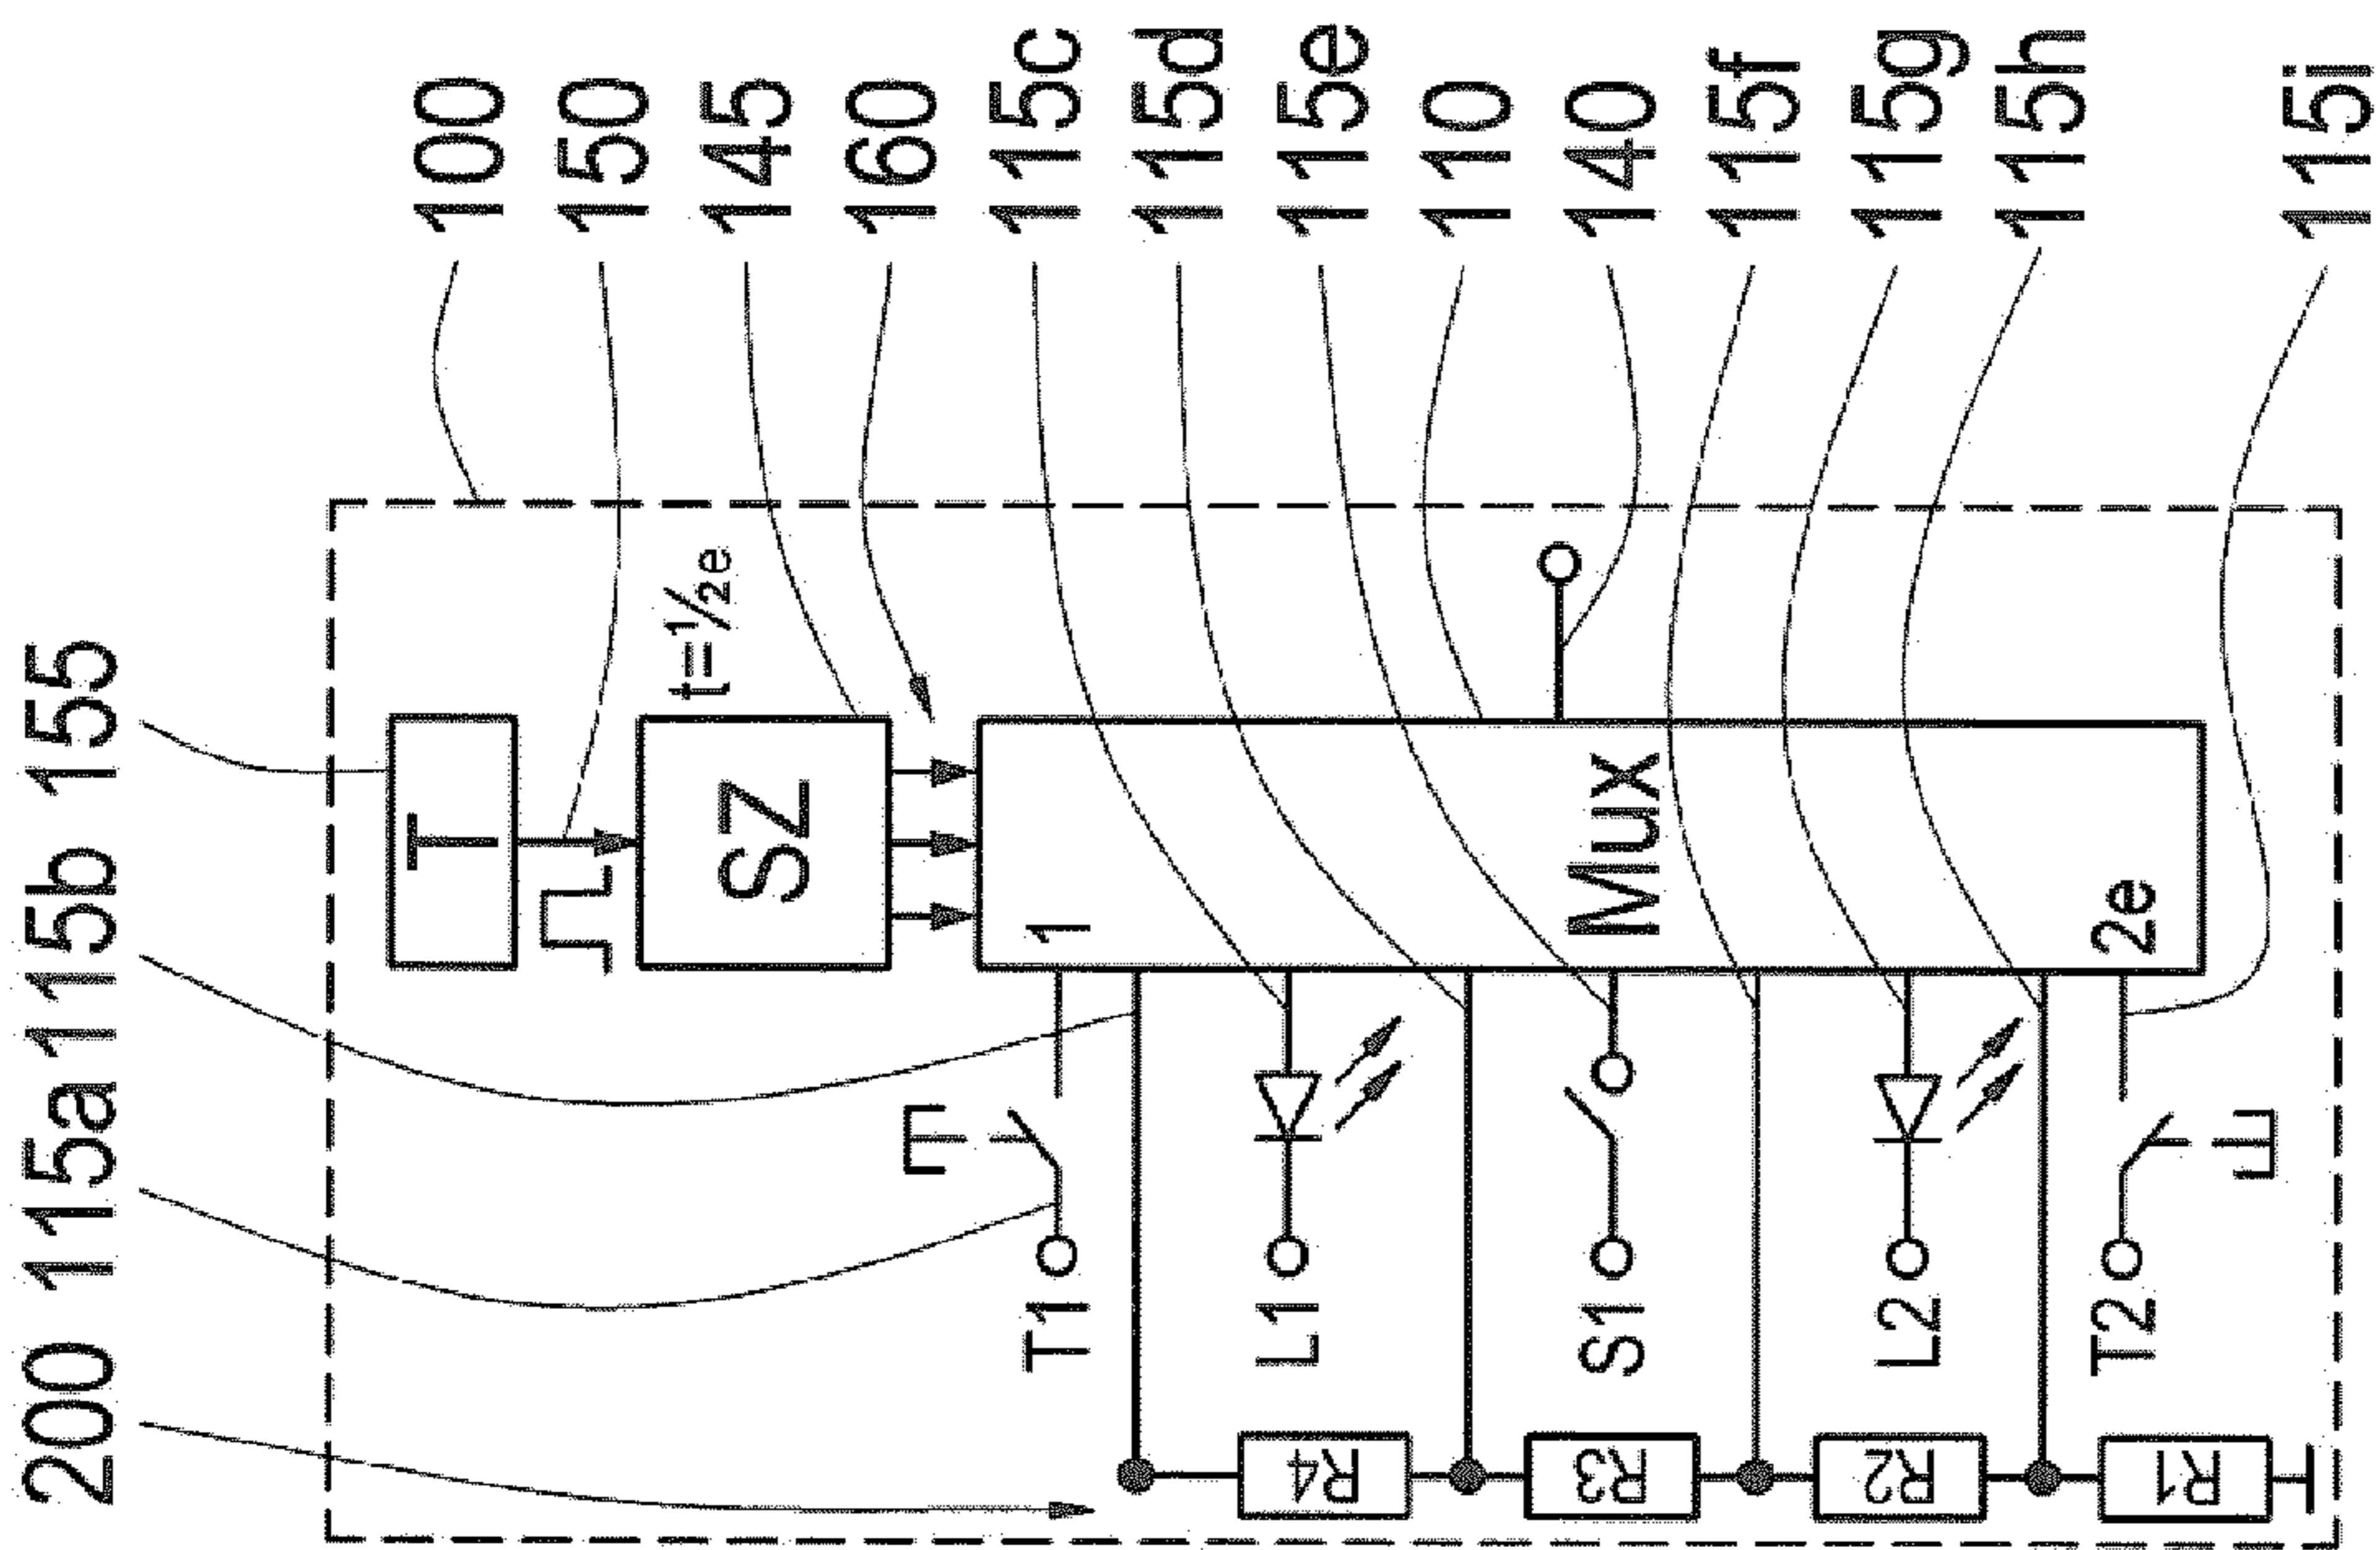 100
150
145
160
115c
115d
115e
110
140
115f
115g
115h
115i
155
115b
115a
200
T
SZ
t=½e
1
Mux
2e
T1
L1
S1
L2
T2
R4
R3
R2
R1